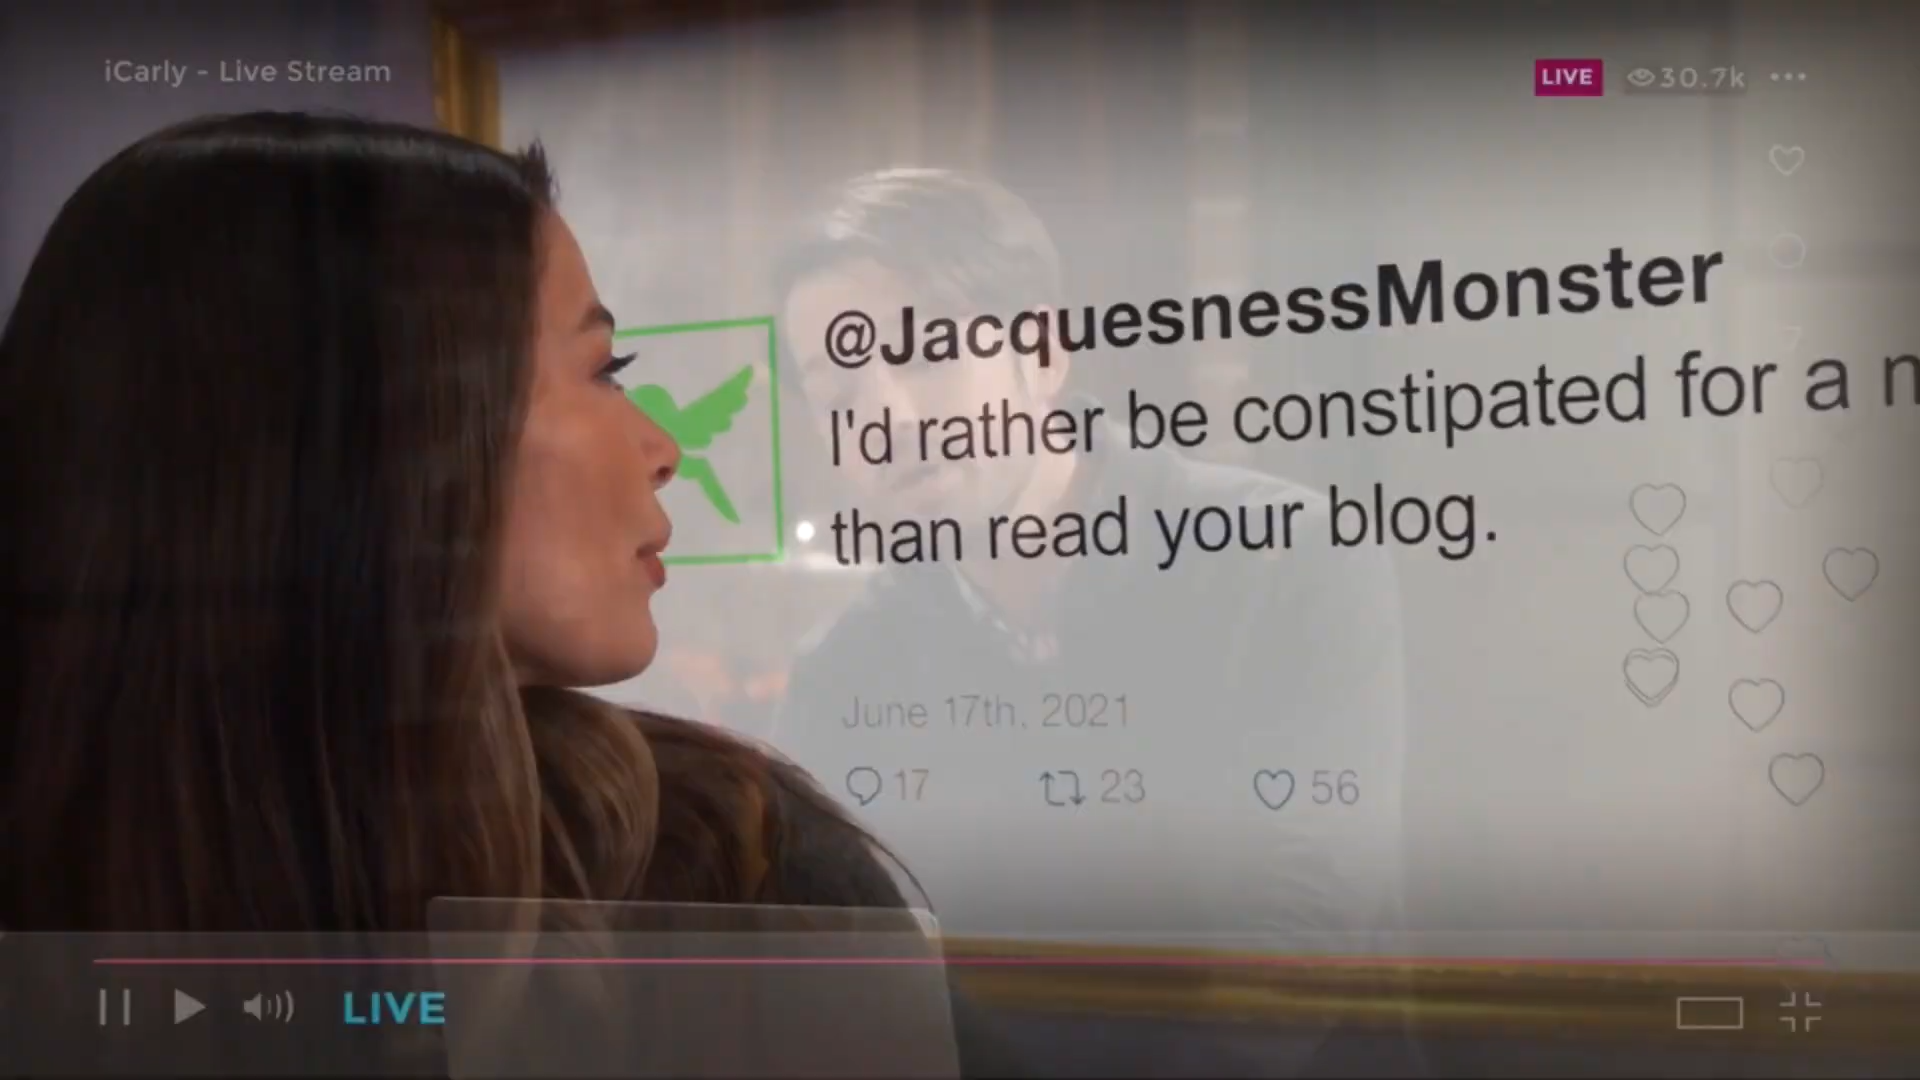 iCarly - Live Stream
LIVE 30.7k
@JacquesnessMonster
I'd rather be constipated for a
than read your blog.
June 17th, 2021
17 23 56
LIVE